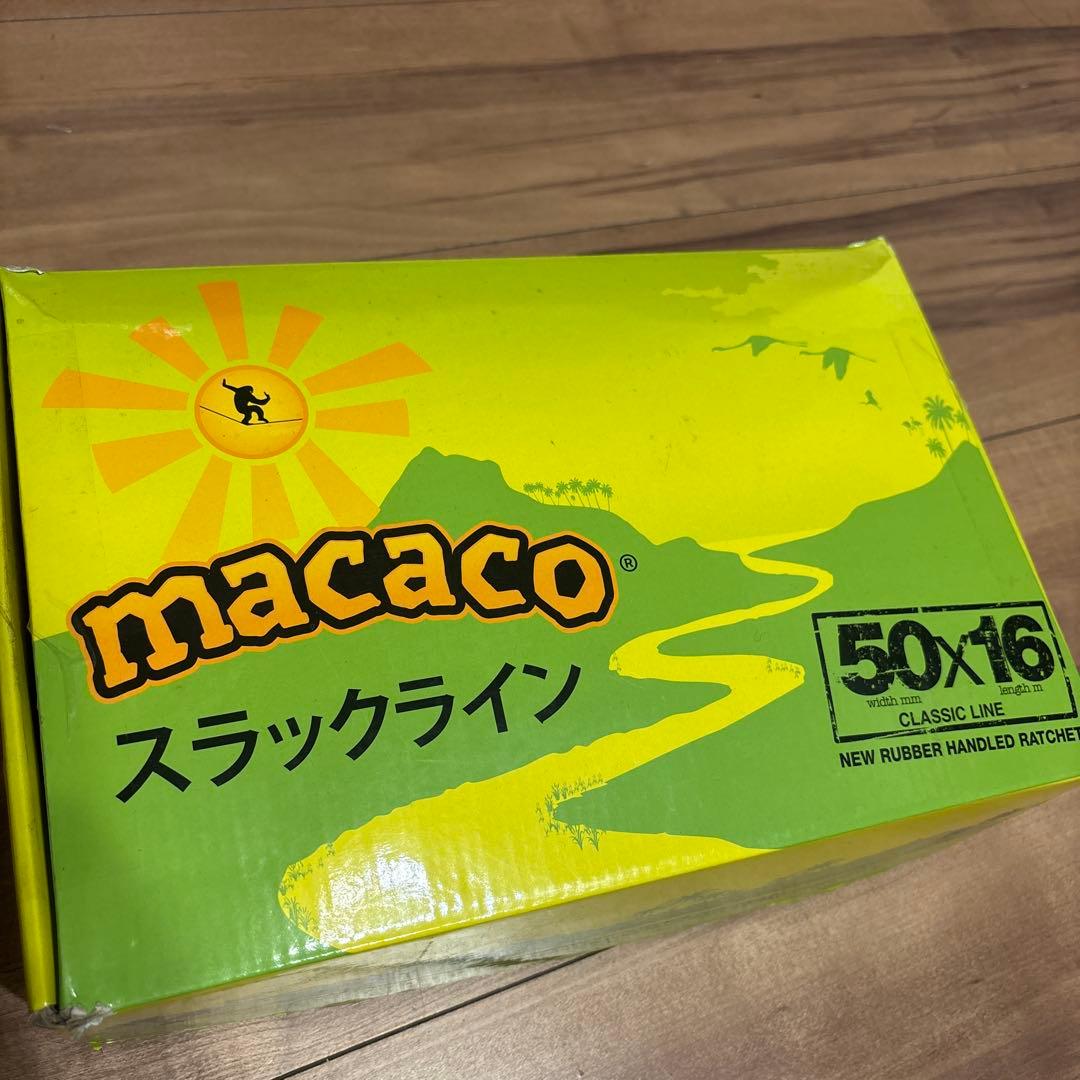 macaco®
スラックライン
50x16
width mm length m
CLASSIC LINE
NEW RUBBER HANDLED RATCHET